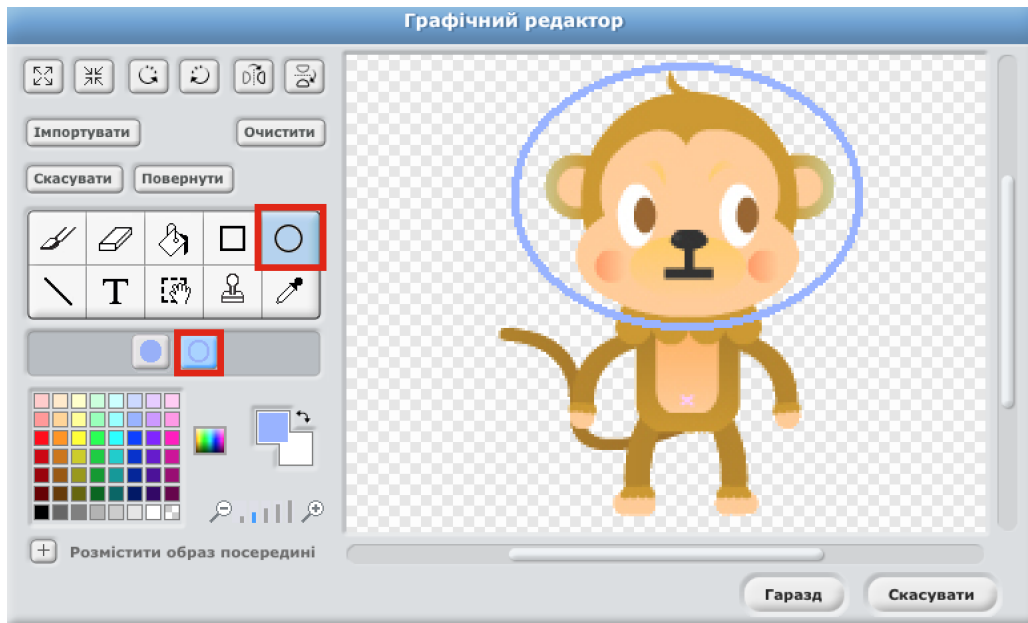 Графічний редактор
Імпортувати
Очистити
Скасувати
Повернути
T
Розмістити образ посередині
Гаразд
Скасувати